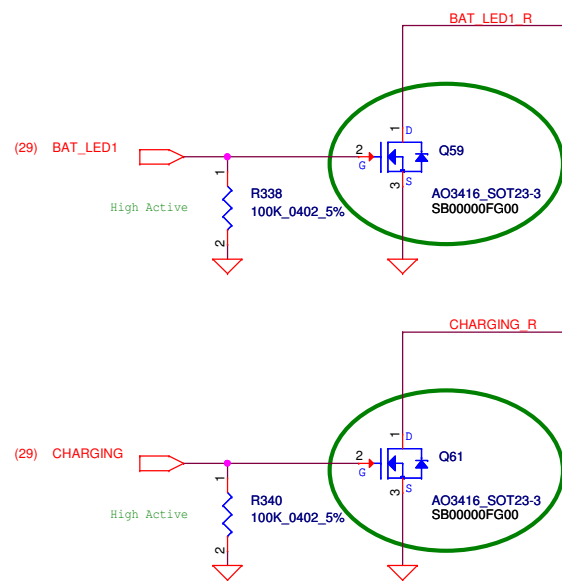 BAT_LED1_R
1 D
(29) BAT_LED1
2
G
Q59
1
3 S
R338
AO3416_SOT23-3
High Active
100K_0402_5%
SB00000FG00
2
CHARGING_R
1 D
(29) CHARGING
2
G
Q61
1
3 S
R340
AO3416_SOT23-3
High Active
100K_0402_5%
SB00000FG00
2